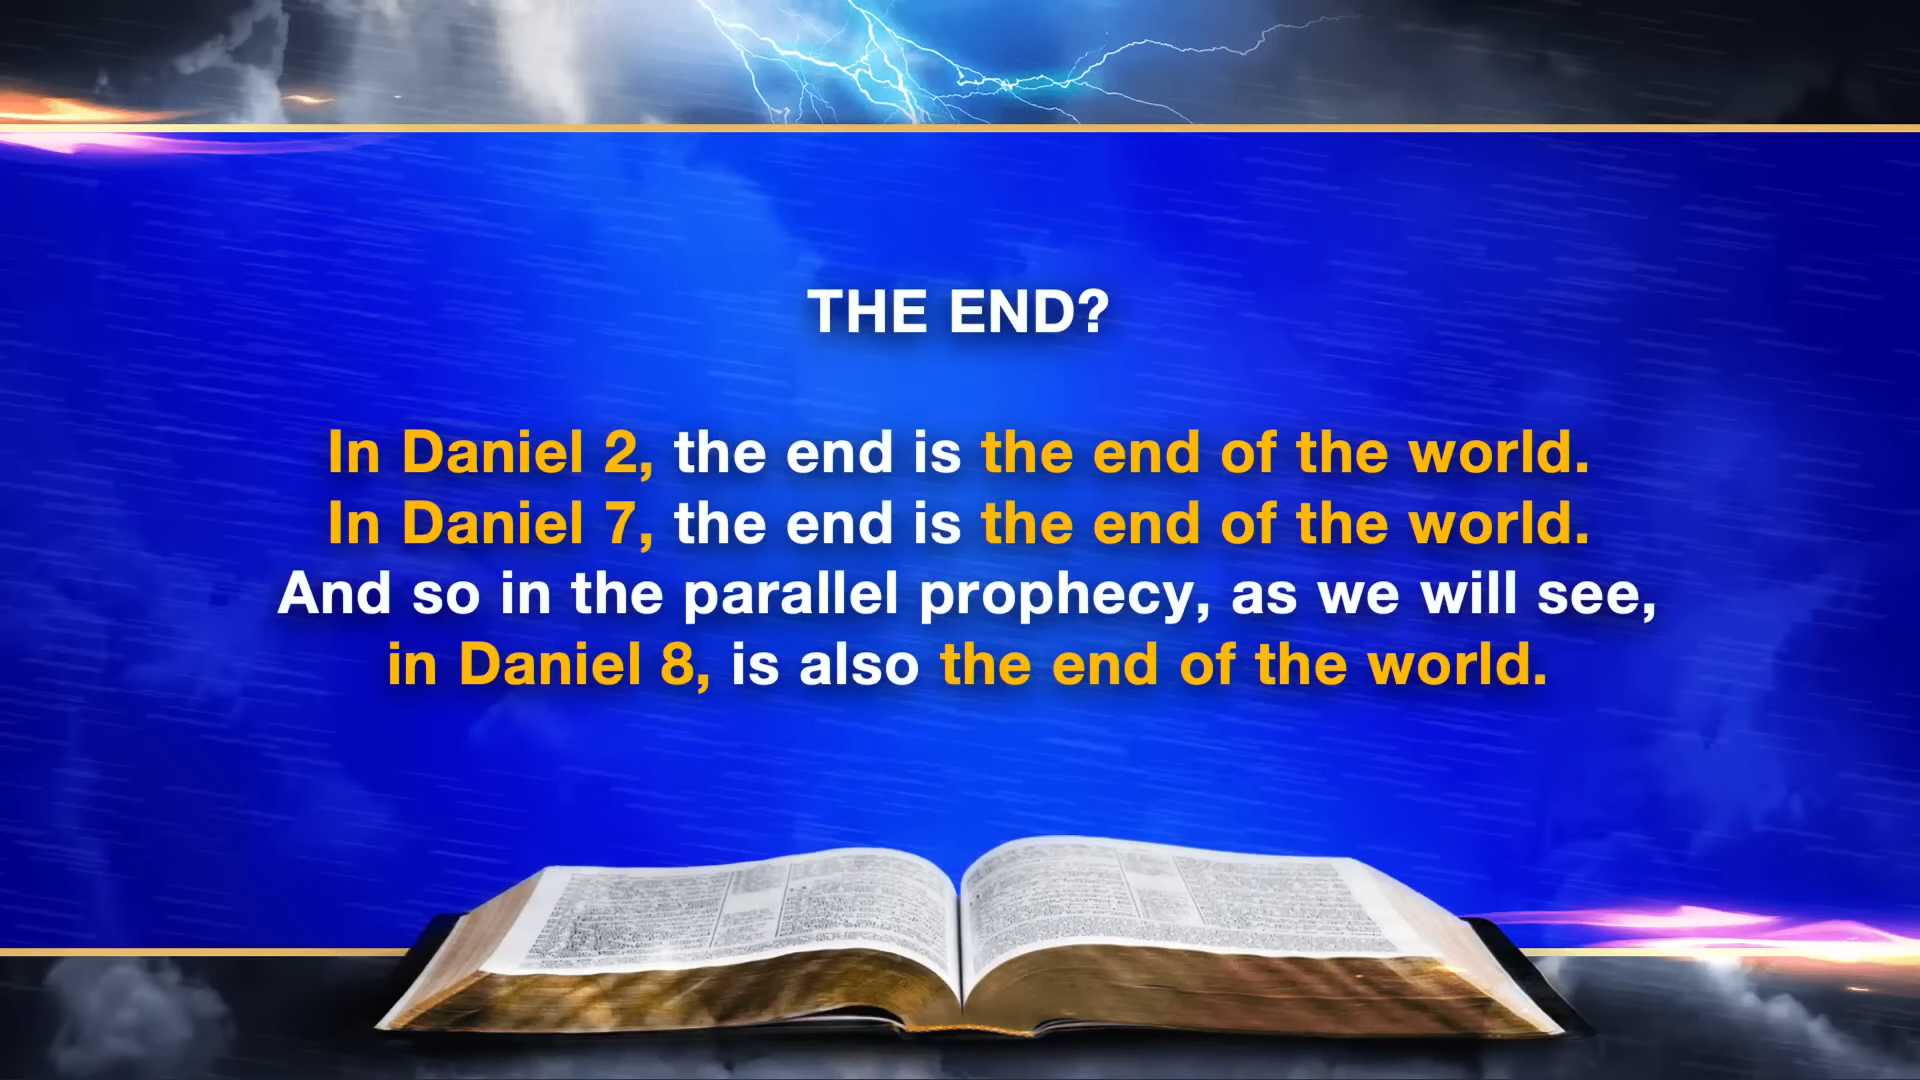 THE END?
In Daniel 2, the end is the end of the world.
In Daniel 7, the end is the end of the world.
And so in the parallel prophecy, as we will see,
in Daniel 8, is also the end of the world.